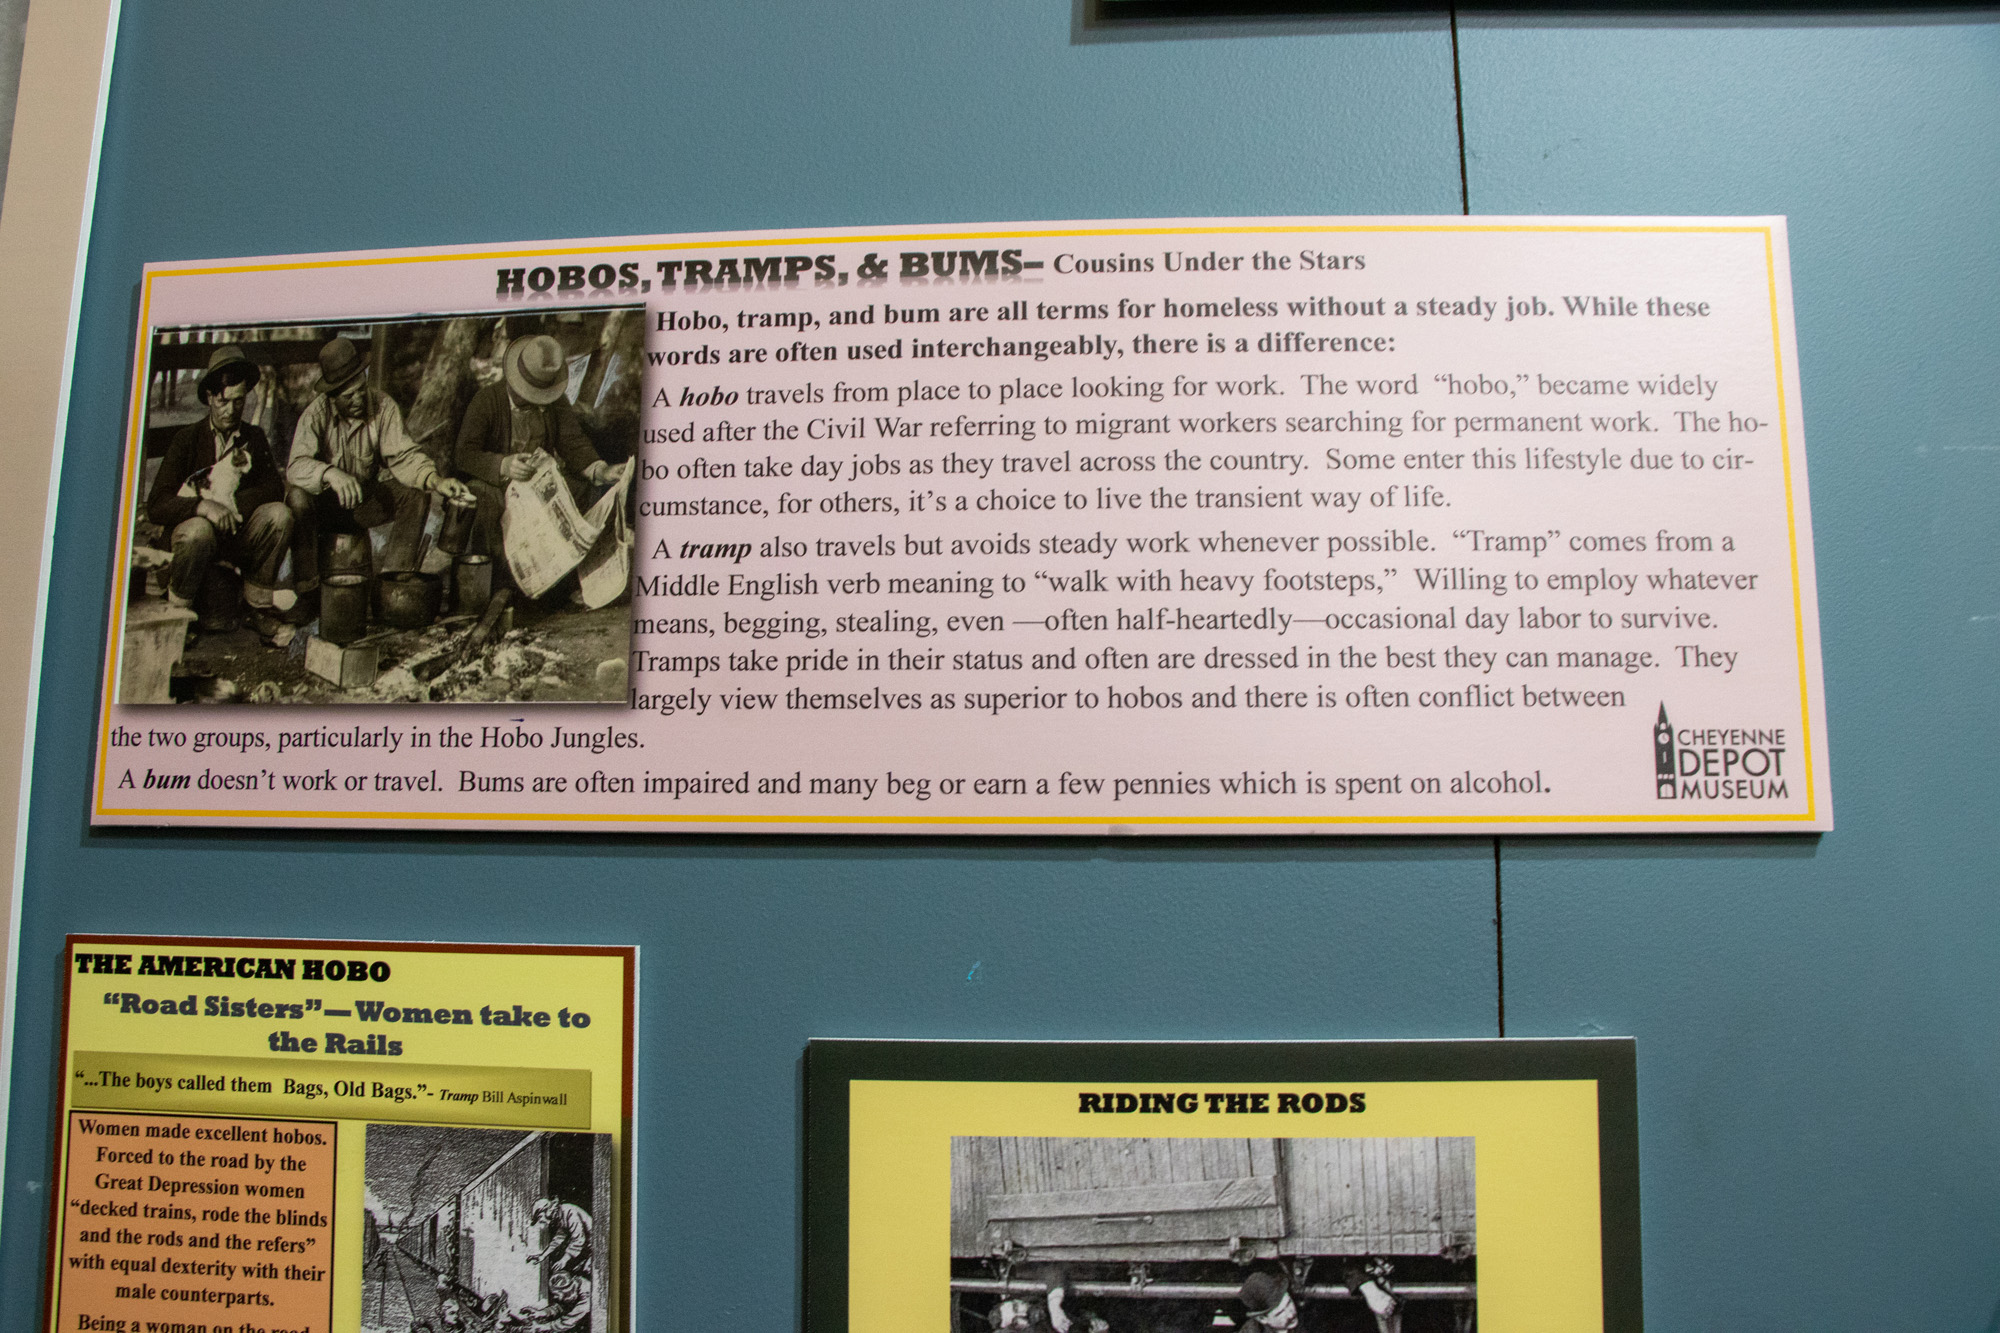 HOBOS, TRAMPS, & BUMS– Cousins Under the Stars
Hobo, tramp, and bum are all terms for homeless without a steady job. While these
words are often used interchangeably, there is a difference:
A hobo travels from place to place looking for work. The word “hobo,” became widely
used after the Civil War referring to migrant workers searching for permanent work. The ho-
bo often take day jobs as they travel across the country. Some enter this lifestyle due to cir-
cumstance, for others, it’s a choice to live the transient way of life.
A tramp also travels but avoids steady work whenever possible. “Tramp” comes from a
Middle English verb meaning to “walk with heavy footsteps,” Willing to employ whatever
means, begging, stealing, even —often half-heartedly—occasional day labor to survive.
Tramps take pride in their status and often are dressed in the best they can manage. They
largely view themselves as superior to hobos and there is often conflict between
the two groups, particularly in the Hobo Jungles.
A bum doesn’t work or travel. Bums are often impaired and many beg or earn a few pennies which is spent on alcohol.
CHEYENNE
DEPOT
MUSEUM
THE AMERICAN HOBO
“Road Sisters”—Women take to
the Rails
“...The boys called them Bags, Old Bags.”- Tramp Bill Aspinwall
Women made excellent hobos.
Forced to the road by the
Great Depression women
“decked trains, rode the blinds
and the rods and the refers”
with equal dexterity with their
male counterparts.
Being a woman on the road
RIDING THE RODS